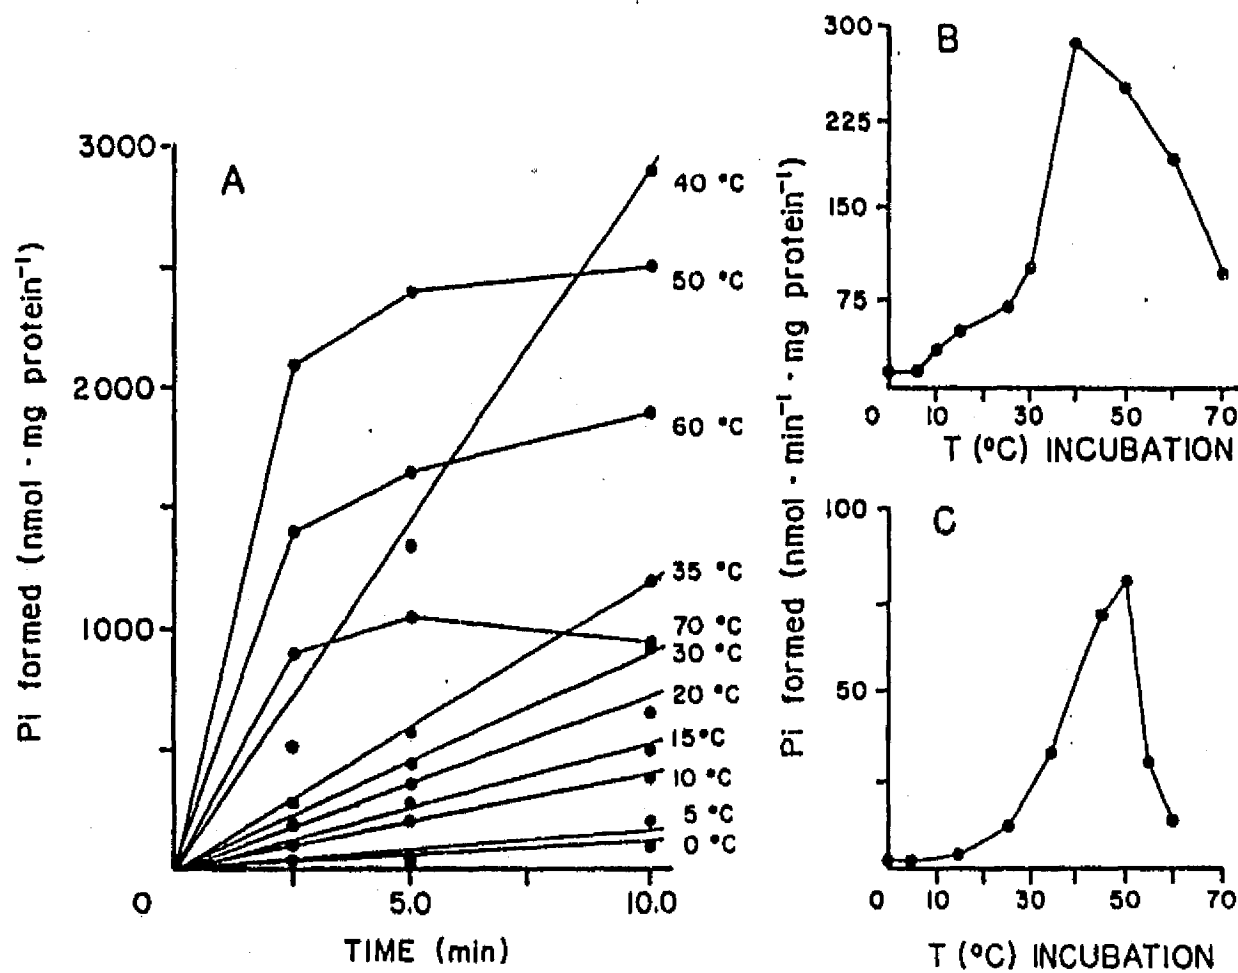 A
Pi formed (nmol · mg protein⁻¹)
3000
2000
1000
0
5.0
10.0
TIME (min)
40 °C
50 °C
60 °C
35 °C
70 °C
30 °C
20 °C
15 °C
10 °C
5 °C
0 °C
Pi formed (nmol · min⁻¹ · mg protein⁻¹)
B
300
225
150
75
0
10
30
50
70
T (°C) INCUBATION
C
100
50
0
10
30
50
70
T (°C) INCUBATION